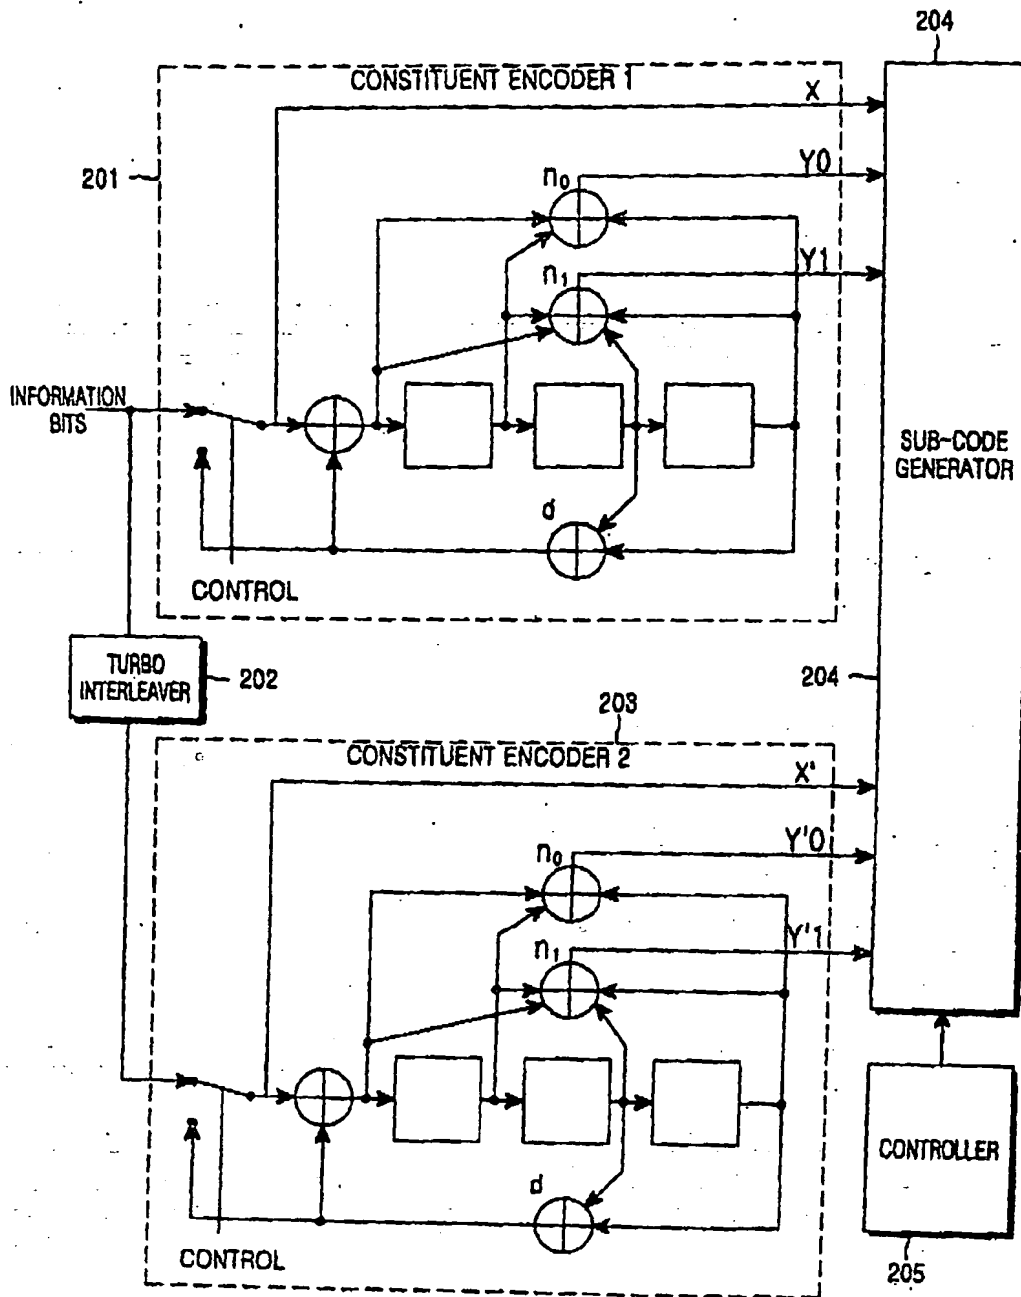 204
CONSTITUENT ENCODER 1
X
201
n0
Y0
n1
Y1
INFORMATION
BITS
SUB-CODE
GENERATOR
d
CONTROL
TURBO
INTERLEAVER
202
204
203
CONSTITUENT ENCODER 2
X'
n0
Y'0
n1
Y'1
CONTROLLER
d
CONTROL
205